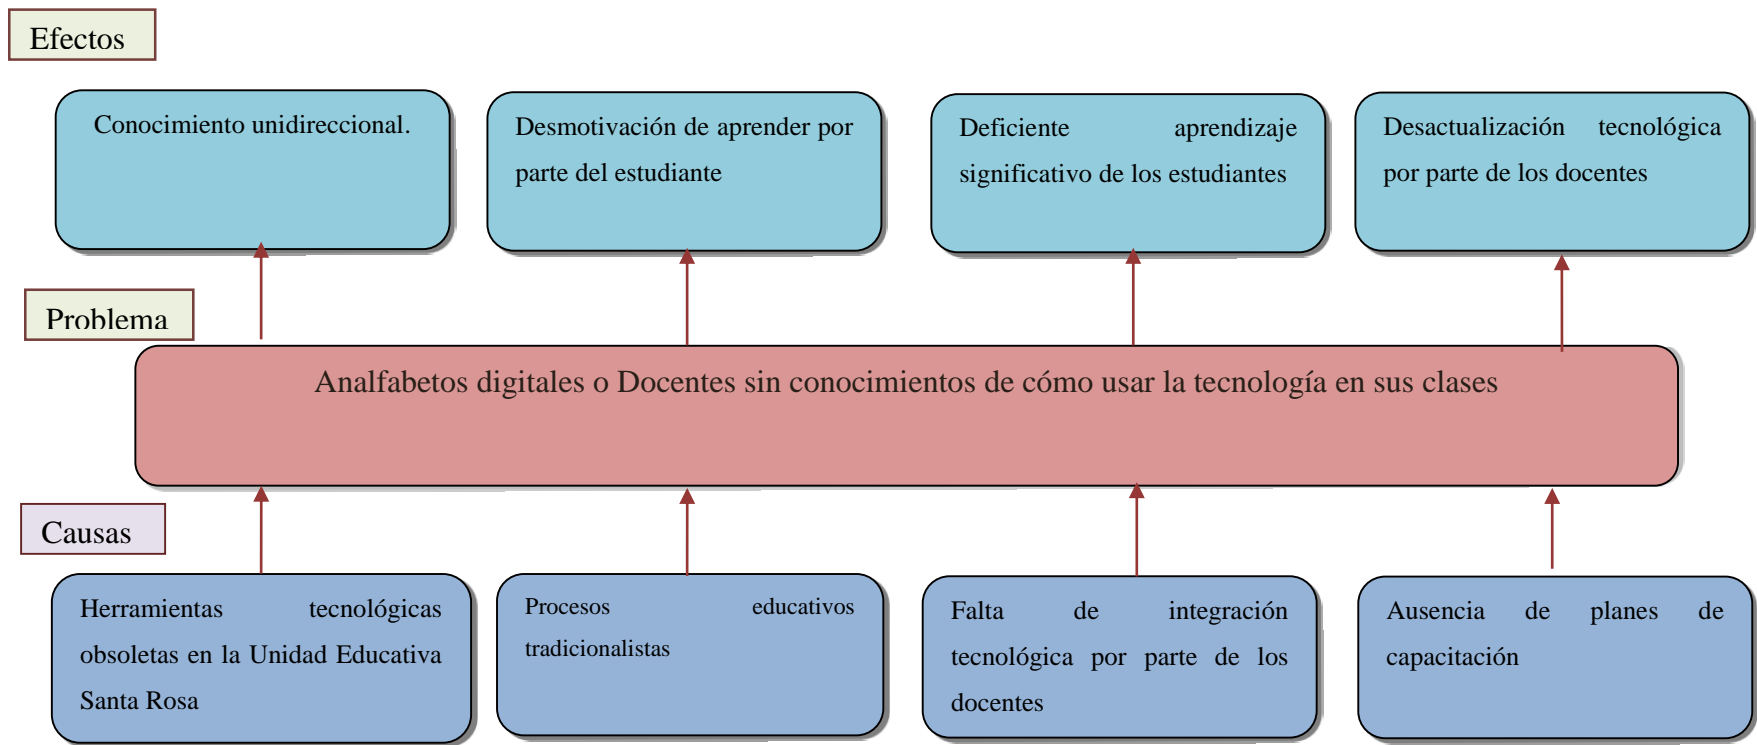 Efectos
Conocimiento unidireccional.
Desmotivación de aprender por
parte del estudiante
Deficiente aprendizaje
significativo de los estudiantes
Desactualización tecnológica
por parte de los docentes
Problema
Analfabetos digitales o Docentes sin conocimientos de cómo usar la tecnología en sus clases
Causas
Herramientas tecnológicas
obsoletas en la Unidad Educativa
Santa Rosa
Procesos educativos
tradicionalistas
Falta de integración
tecnológica por parte de los
docentes
Ausencia de planes de
capacitación